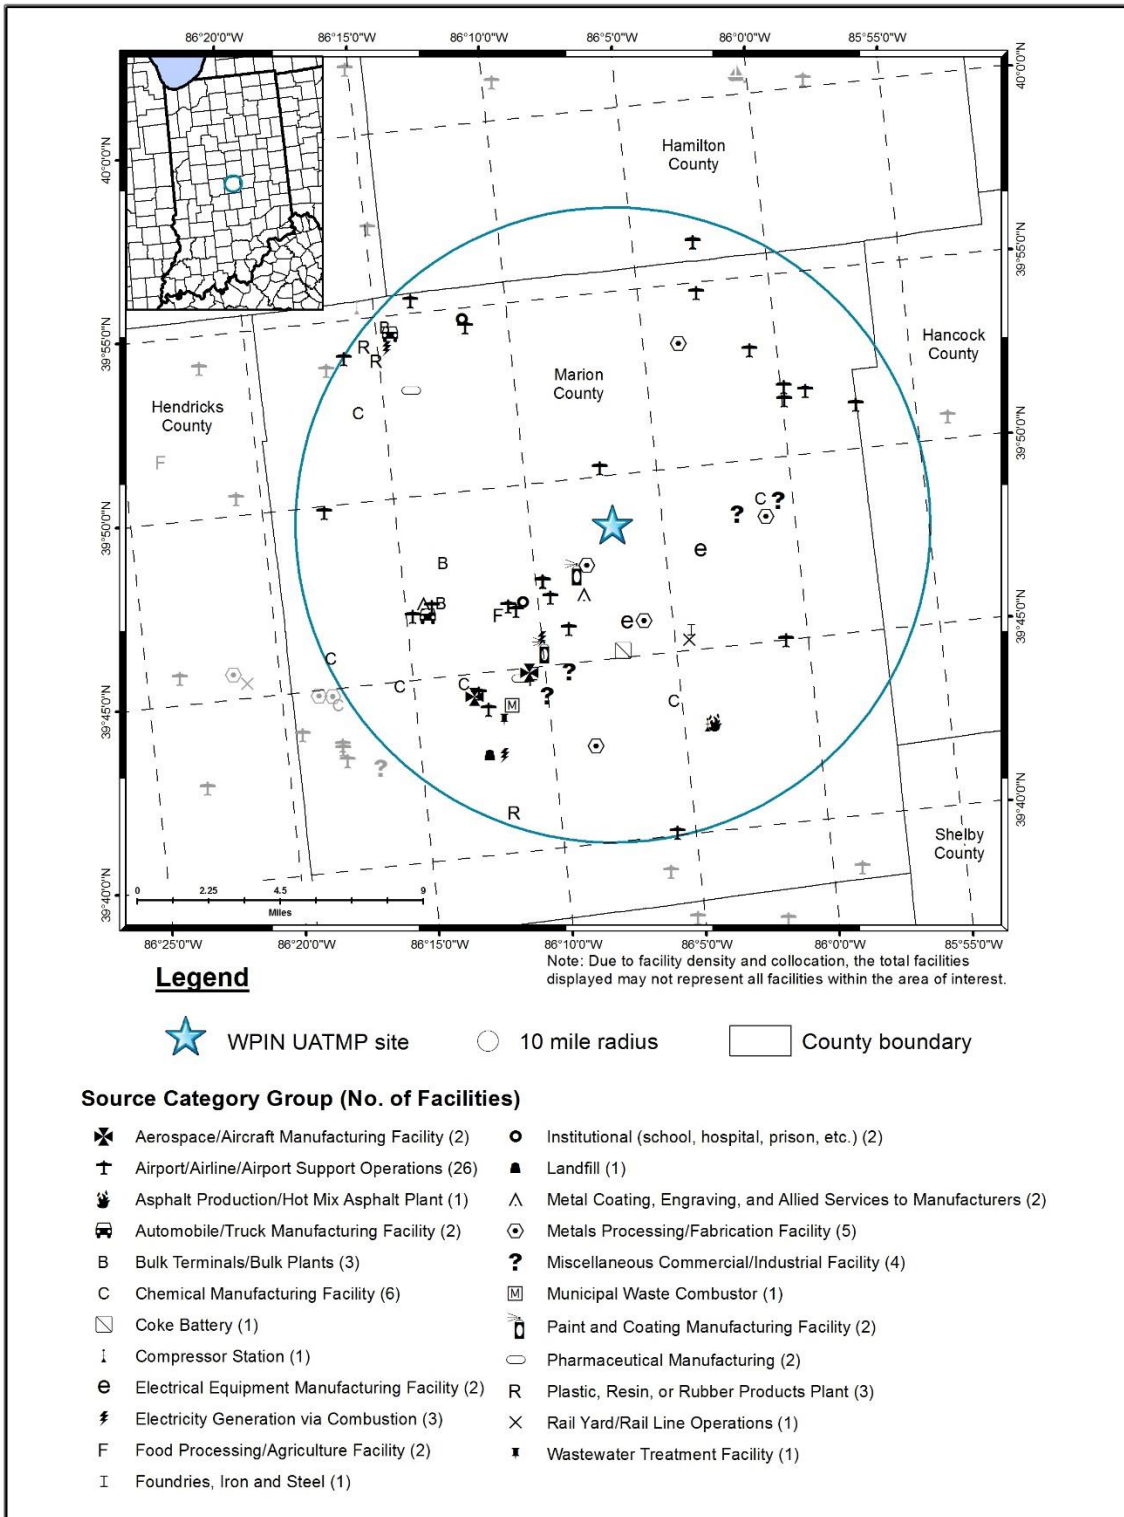 86°20'0"W 86°15'0"W 86°10'0"W 86°5'0"W 86°0'0"W 86°55'0"W
40°0'0"N
39°55'0"N
39°50'0"N
39°45'0"N
39°40'0"N
40°0'0"N
39°55'0"N
39°50'0"N
39°45'0"N
39°40'0"N
Hamilton
County
Hancock
County
Marion
County
Hendricks
County
Shelby
County
B
R
R
C
F
C
B
B
F
e
e
C
C
C
C
C
M
R
0 2.25 4.5 9
Miles
86°25'0"W 86°20'0"W 86°15'0"W 86°10'0"W 86°5'0"W 86°0'0"W 85°55'0"W
Note: Due to facility density and collocation, the total facilities
displayed may not represent all facilities within the area of interest.
Legend
WPIN UATMP site 10 mile radius County boundary
Source Category Group (No. of Facilities)
Aerospace/Aircraft Manufacturing Facility (2)
Airport/Airline/Airport Support Operations (26)
Asphalt Production/Hot Mix Asphalt Plant (1)
Automobile/Truck Manufacturing Facility (2)
B Bulk Terminals/Bulk Plants (3)
C Chemical Manufacturing Facility (6)
Coke Battery (1)
Compressor Station (1)
e Electrical Equipment Manufacturing Facility (2)
Electricity Generation via Combustion (3)
F Food Processing/Agriculture Facility (2)
I Foundries, Iron and Steel (1)
Institutional (school, hospital, prison, etc.) (2)
Landfill (1)
Metal Coating, Engraving, and Allied Services to Manufacturers (2)
Metals Processing/Fabrication Facility (5)
? Miscellaneous Commercial/Industrial Facility (4)
M Municipal Waste Combustor (1)
Paint and Coating Manufacturing Facility (2)
Pharmaceutical Manufacturing (2)
R Plastic, Resin, or Rubber Products Plant (3)
Rail Yard/Rail Line Operations (1)
Wastewater Treatment Facility (1)